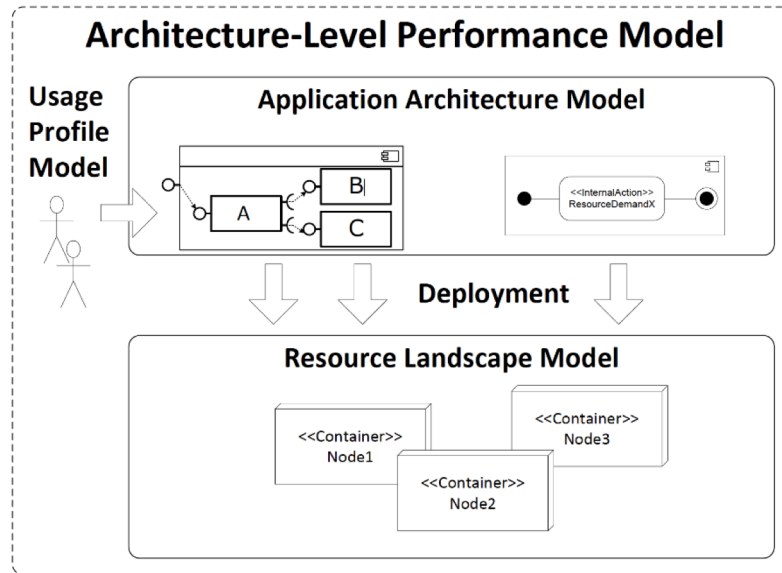 Architecture-Level Performance Model
Usage
Profile
Model
Application Architecture Model
A
B
C
<<InternalAction>>
ResourceDemandX
Deployment
Resource Landscape Model
<<Container>>
Node1
<<Container>>
Node2
<<Container>>
Node3